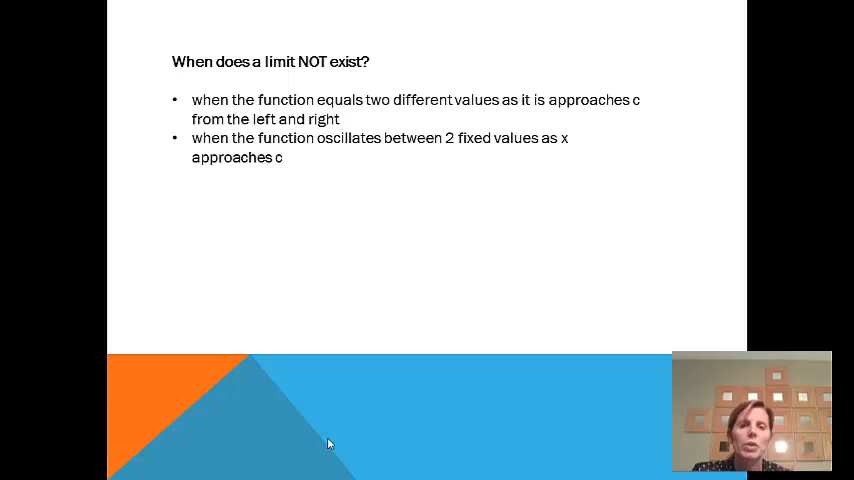 When does a limit NOT exist?
• when the function equals two different values as it is approaches c
from the left and right
• when the function oscillates between 2 fixed values as x
approaches c